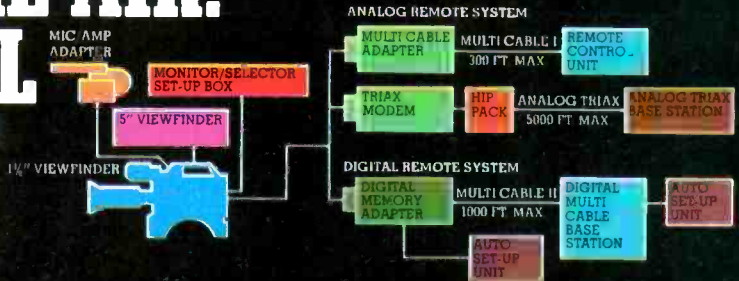 L AIR.
L
MIC/AMP
ADAPTER
MONITOR/SELECTOR
SET-UP BOX
5" VIEWFINDER
1½" VIEWFINDER
ANALOG REMOTE SYSTEM
MULTI CABLE
ADAPTER
MULTI CABLE I
300 FT. MAX
REMOTE
CONTROL
UNIT
TRIAX
MODEM
HIP
PACK
ANALOG TRIAX
5000 FT MAX
ANALOG TRIAX
BASE STATION
DIGITAL REMOTE SYSTEM
DIGITAL
MEMORY
ADAPTER
MULTI CABLE II
1000 FT MAX
DIGITAL
MULTI
CABLE
BASE
STATION
AUTO
SET-UP
UNIT
AUTO
SET-UP
UNIT